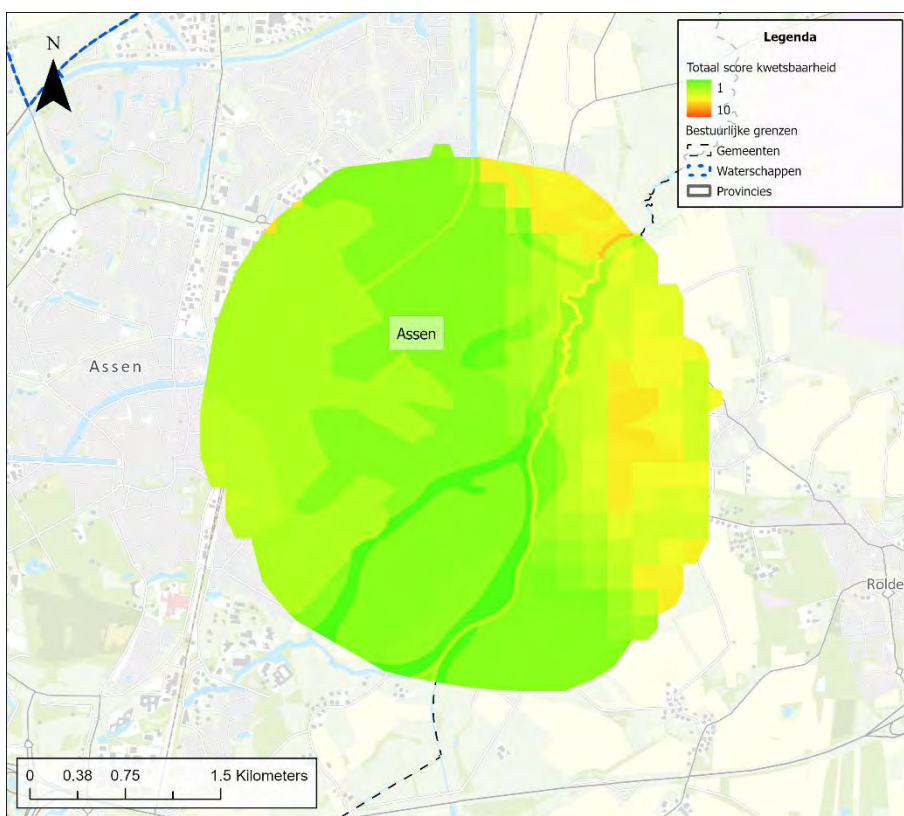 N
Legenda
Totaal score kwetsbaarheid
1
10
Bestuurlijke grenzen
Gemeenten
Waterschappen
Provincies
Assen
Assen
Rolde
0 0.38 0.75 1.5 Kilometers